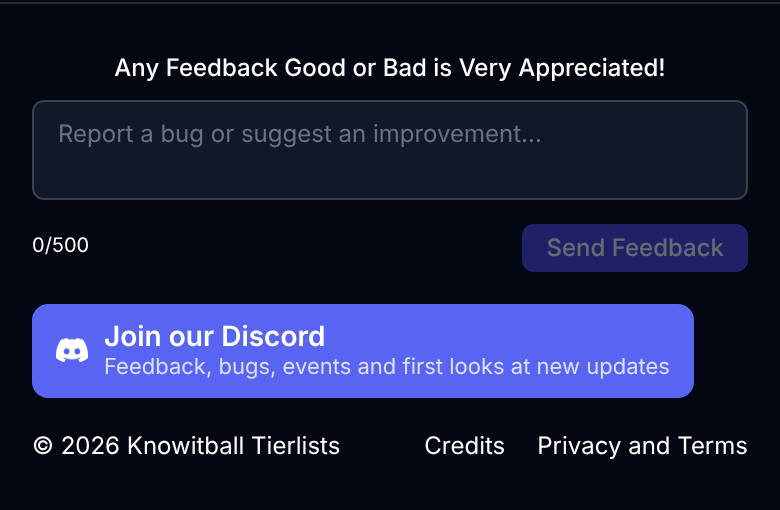 Any Feedback Good or Bad is Very Appreciated!
Report a bug or suggest an improvement...
0/500
Send Feedback
Join our Discord
Feedback, bugs, events and first looks at new updates
© 2026 Knowitball Tierlists
Credits
Privacy and Terms